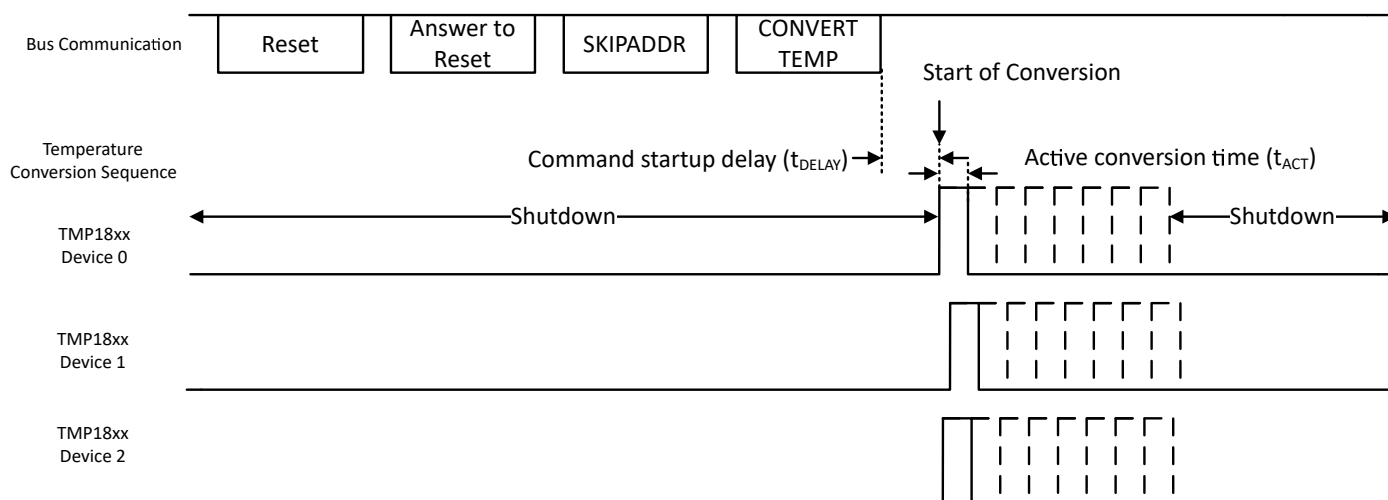 Bus Communication
Reset
Answer to
Reset
SKIPADDR
CONVERT
TEMP
Start of Conversion
Temperature
Conversion Sequence
Command startup delay (tDELAY)
Active conversion time (tACT)
Shutdown
Shutdown
TMP18xx
Device 0
TMP18xx
Device 1
TMP18xx
Device 2